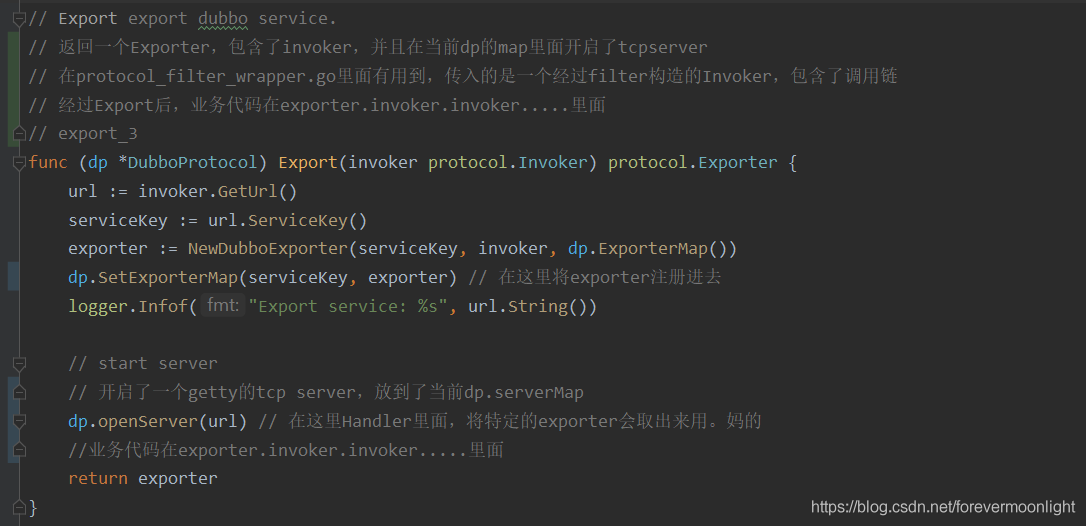 // Export export dubbo service.
// 返回一个Exporter，包含了invoker，并且在当前dp的map里面开启了tcpserver
// 在protocol_filter_wrapper.go里面有用到，传入的是一个经过filter构造的Invoker，包含了调用链
// 经过Export后，业务代码在exporter.invoker.invoker.....里面
// export_3
func (dp *DubboProtocol) Export(invoker protocol.Invoker) protocol.Exporter {
    url := invoker.GetUrl()
    serviceKey := url.ServiceKey()
    exporter := NewDubboExporter(serviceKey, invoker, dp.ExporterMap())
    dp.SetExporterMap(serviceKey, exporter) // 在这里将exporter注册进去
    logger.Infof( fmt: "Export service: %s", url.String())
    // start server
    // 开启了一个getty的tcp server，放到了当前dp.serverMap
    dp.openServer(url) // 在这里Handler里面，将特定的exporter会取出来用。妈的
    //业务代码在exporter.invoker.invoker.....里面
    return exporter
}
https://blog.csdn.net/forevermoonlight